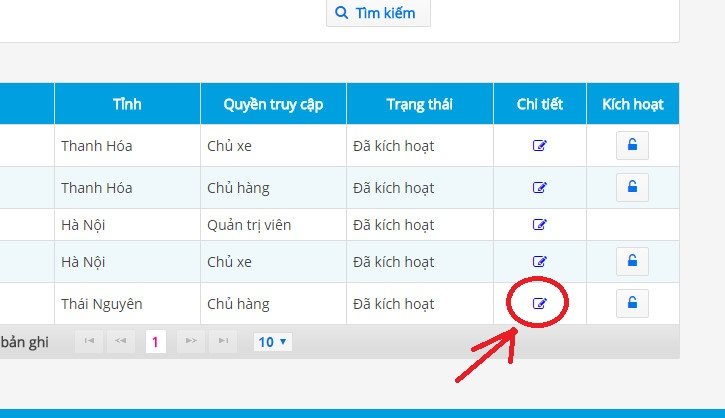 Tìm kiếm
Tỉnh Quyền truy cập Trạng thái Chi tiết Kích hoạt
Thanh Hóa Chủ xe Đã kích hoạt
Thanh Hóa Chủ hàng Đã kích hoạt
Hà Nội Quản trị viên Đã kích hoạt
Hà Nội Chủ xe Đã kích hoạt
Thái Nguyên Chủ hàng Đã kích hoạt
bản ghi 1 10